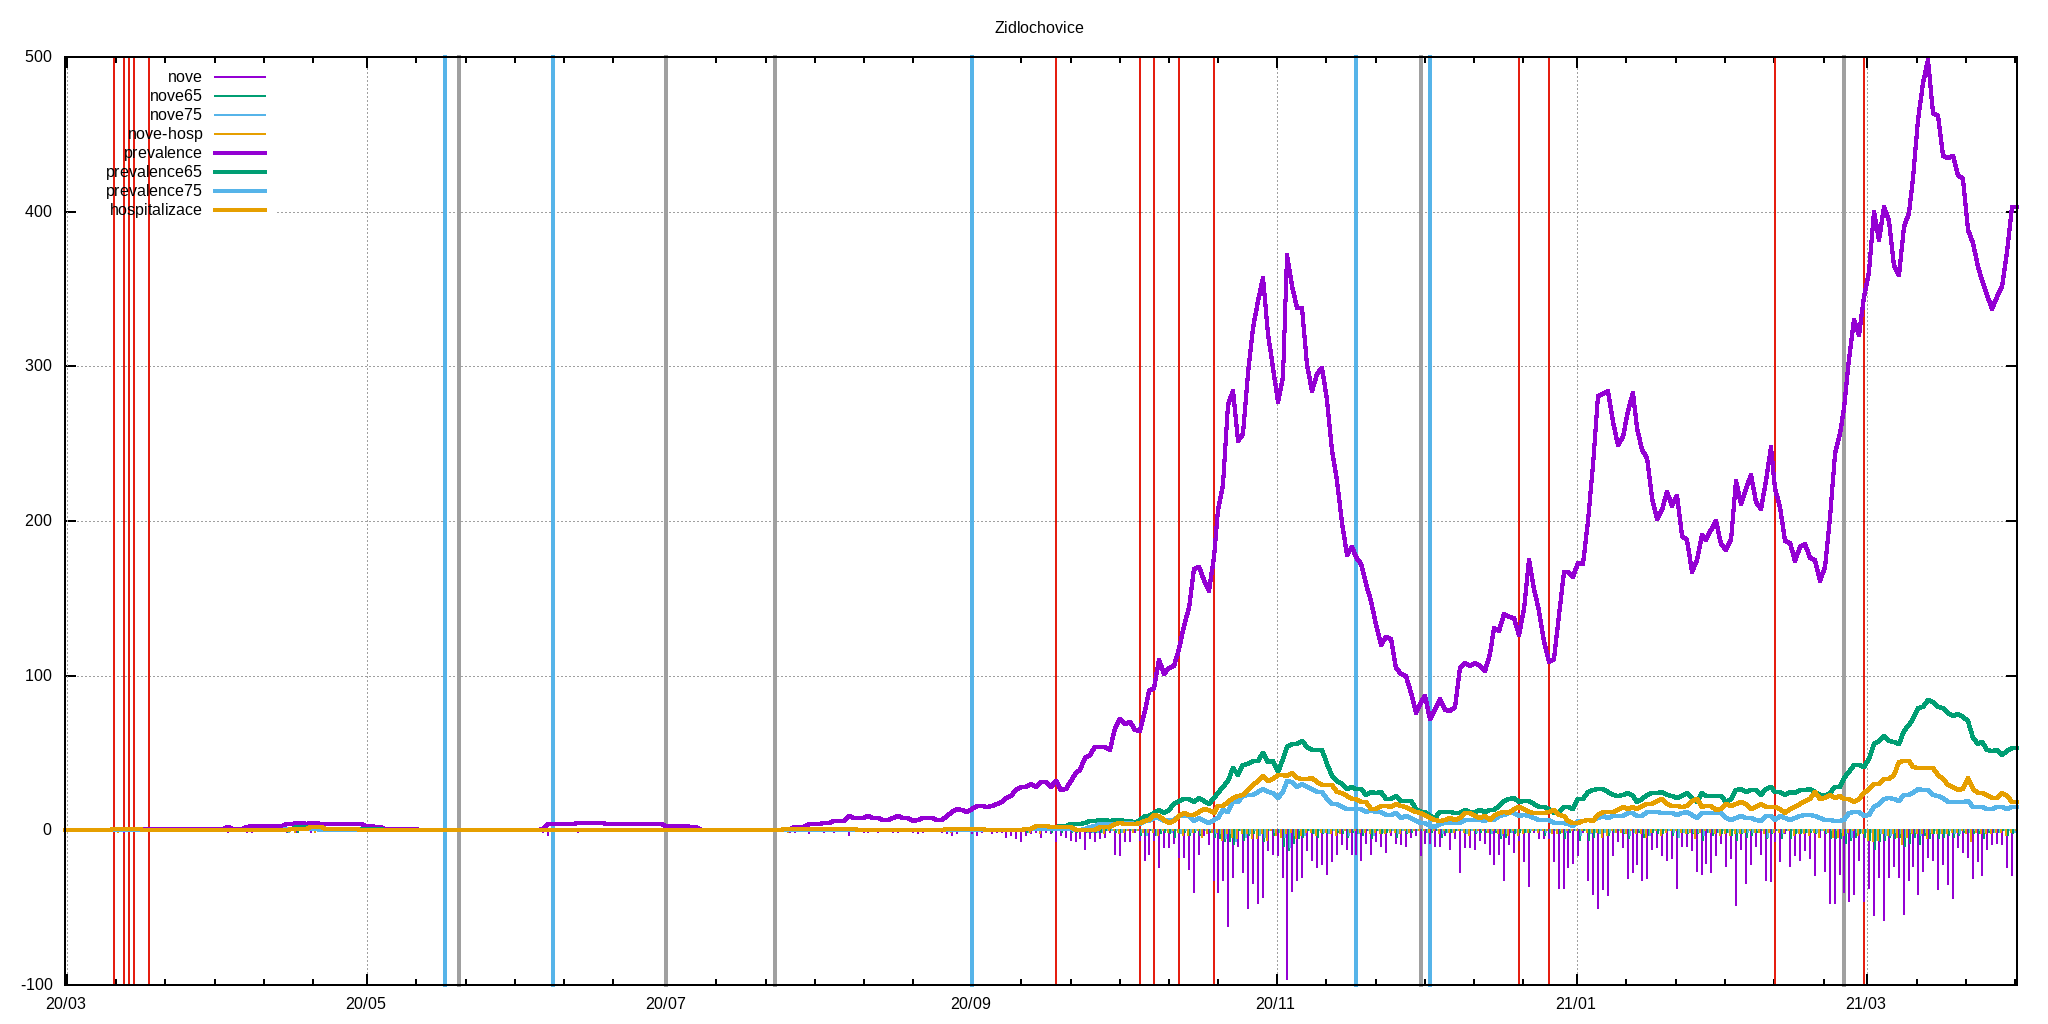 Zidlochovice
500
nove
nove65
nove75
nove-hosp
prevalence
prevalence65
prevalence75
hospitalizace
400
300
200
100
0
-100
20/03 20/05 20/07 20/09 20/11 21/01 21/03